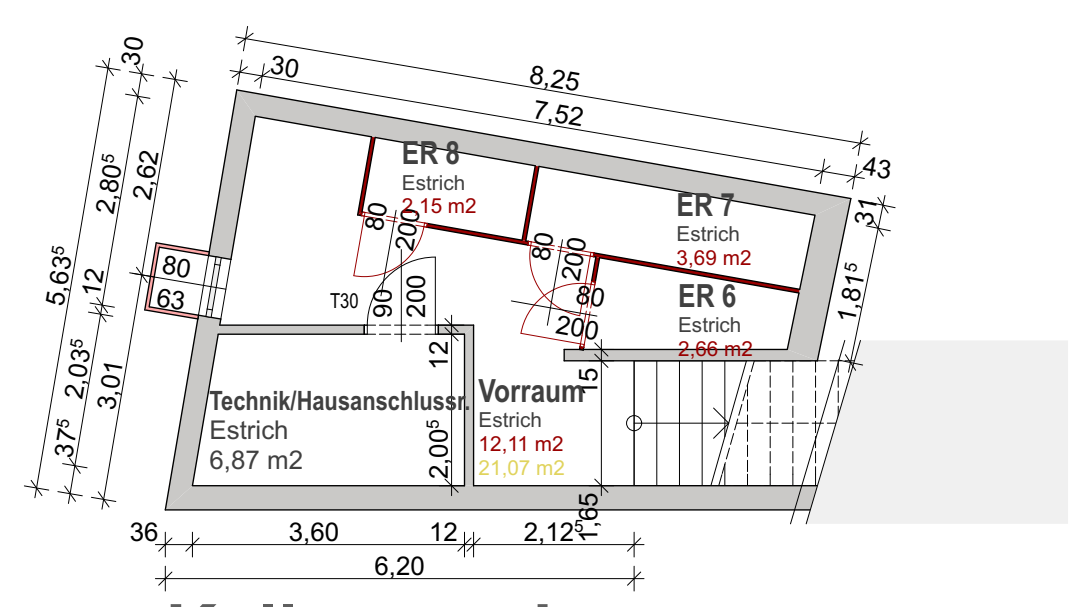 30
30
8,25
7,52
43
31
2,80⁵
2,62
5,63⁵
12
80
63
2,03⁵
3,01
37⁵
ER 8
Estrich
2,15 m2
80
200
ER 7
Estrich
3,69 m2
80
200
1,81⁵
ER 6
Estrich
2,66 m2
80
200
T30
90
200
12
15
Technik/Hausanschlussr.
Estrich
6,87 m2
2,00⁵
Vorraum
Estrich
12,11 m2
21,07 m2
1,65
36
3,60
12
2,12⁵
6,20